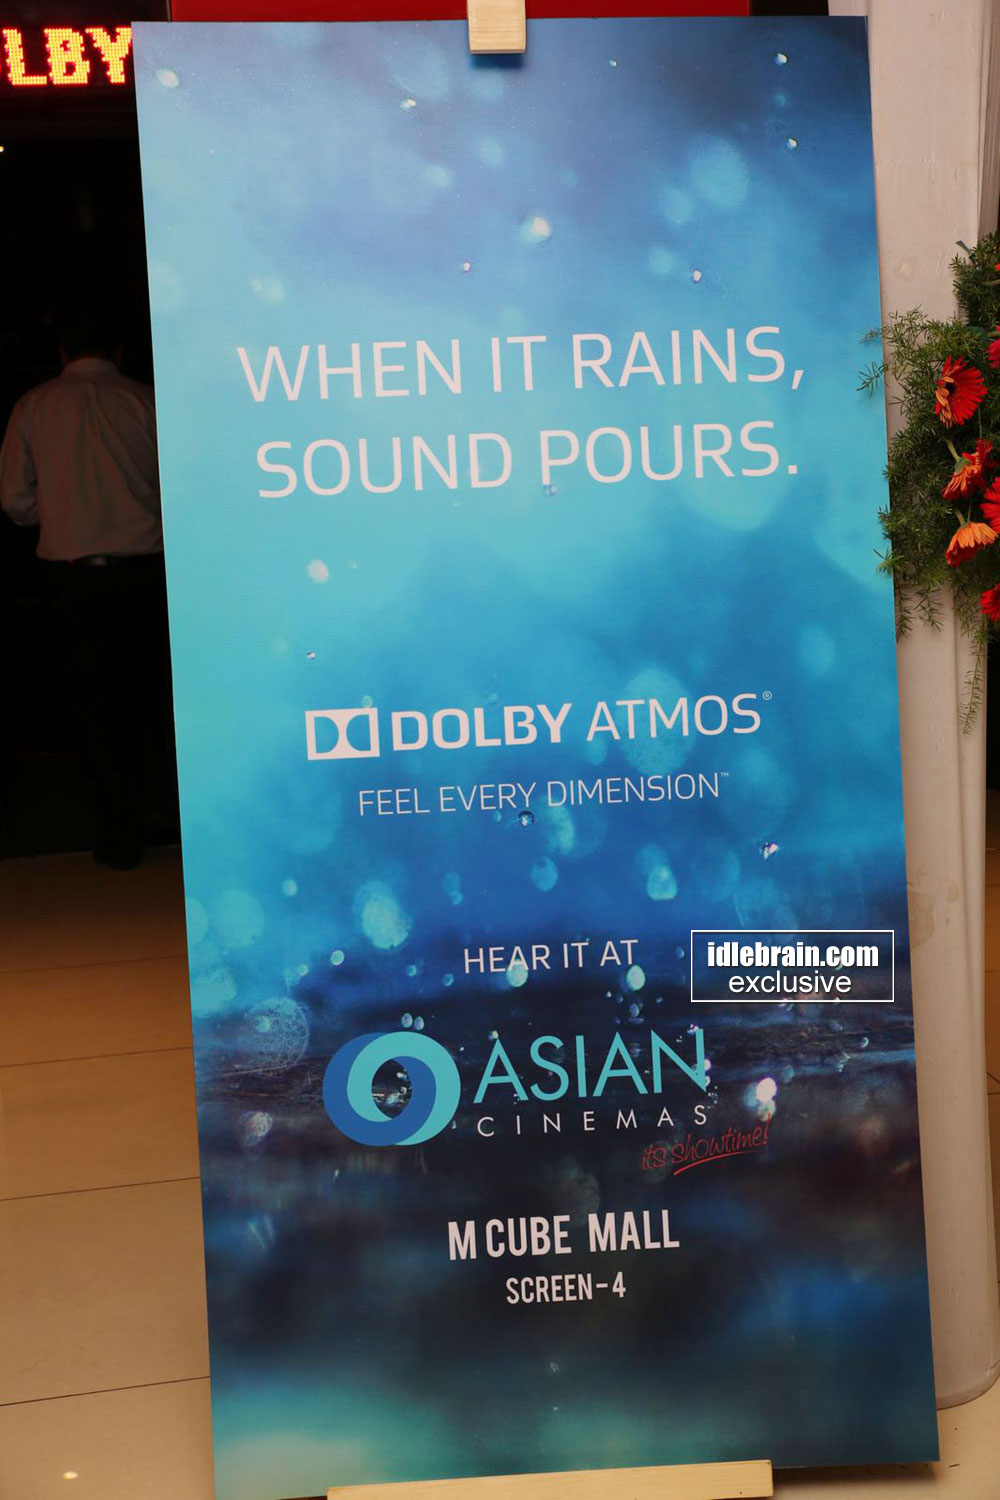 LBY
WHEN IT RAINS,
SOUND POURS.
DOLBY ATMOS®
FEEL EVERY DIMENSION™
HEAR IT AT
idlebrain.com
exclusive
ASIAN
CINEMAS
its Showtime!
M CUBE MALL
SCREEN-4